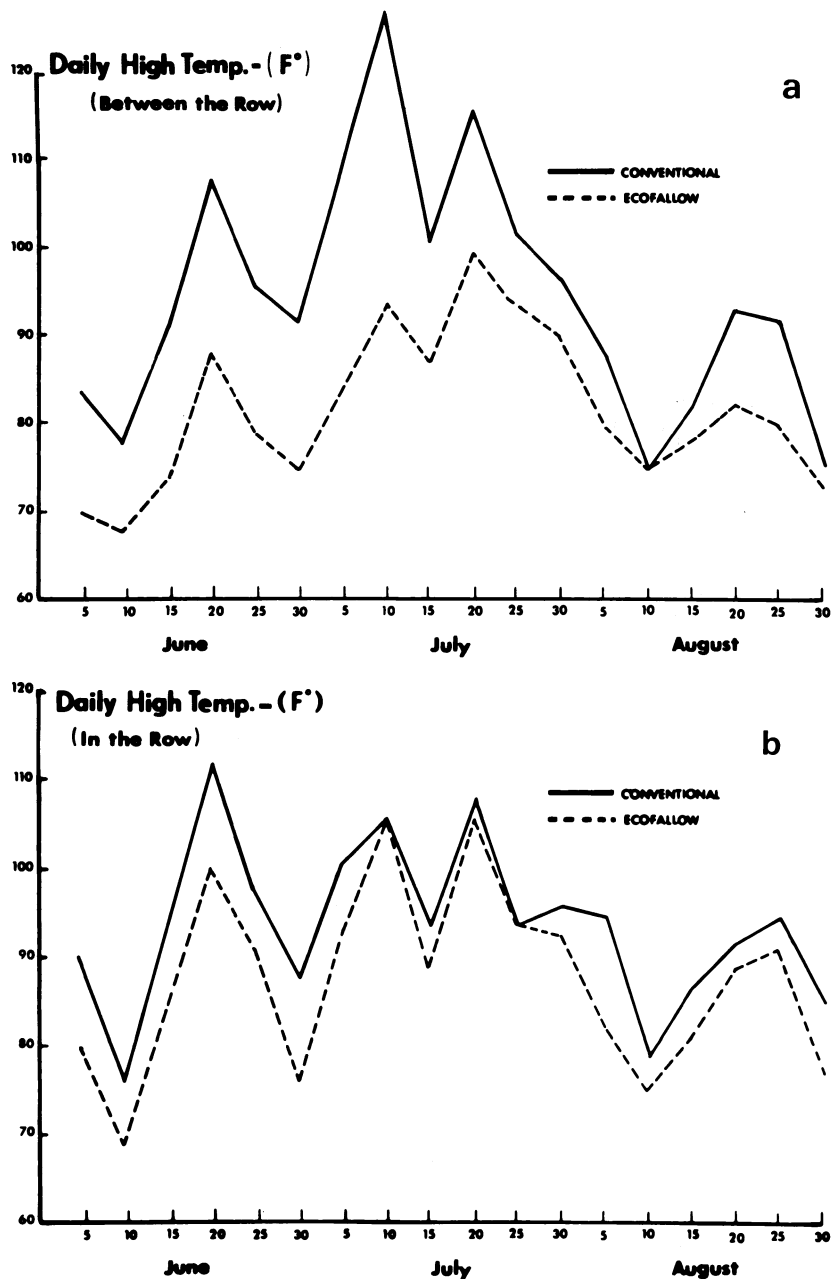 Daily High Temp.- (F°)
(Between the Row)
a
CONVENTIONAL
ECOFALLOW
120
110
100
90
80
70
60
5 10 15 20 25 30 5 10 15 20 25 30 5 10 15 20 25 30
June July August
Daily High Temp.- (F°)
(In the Row)
b
CONVENTIONAL
ECOFALLOW
120
110
100
90
80
70
60
5 10 15 20 25 30 5 10 15 20 25 30 5 10 15 20 25 30
June July August